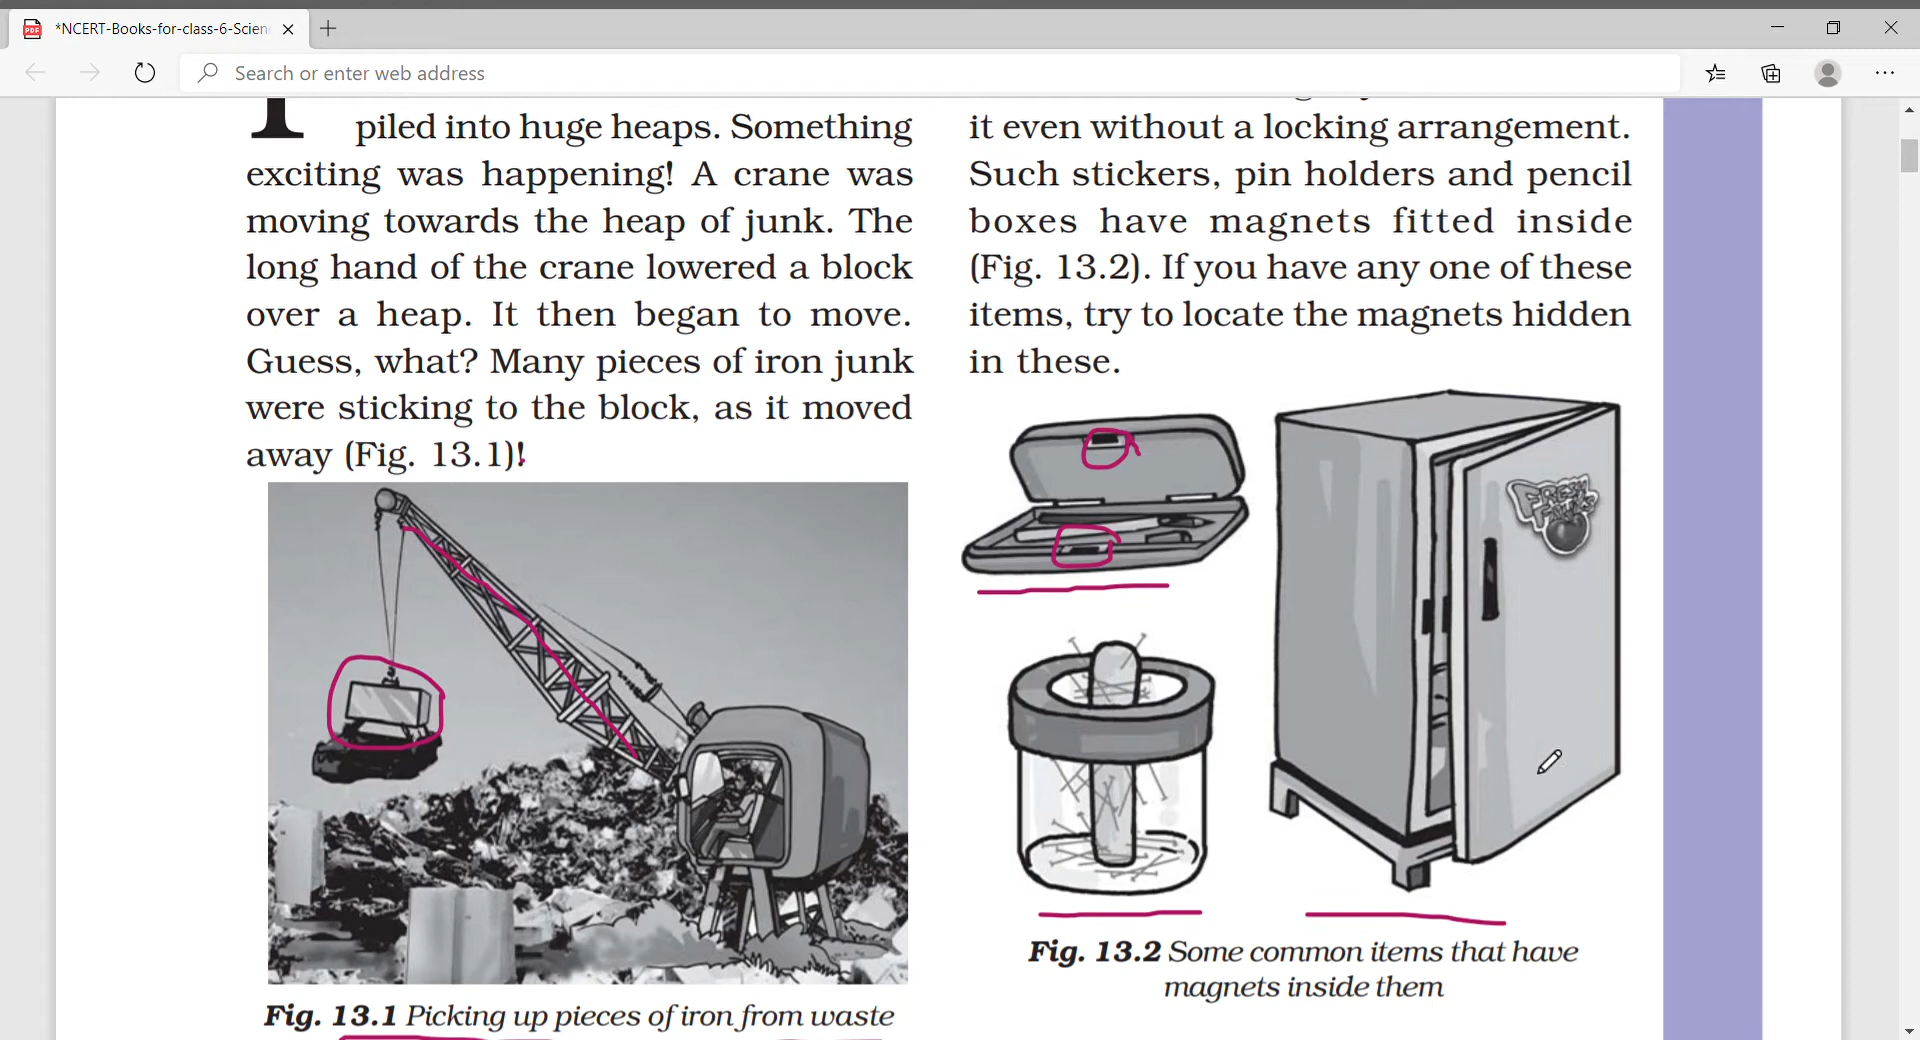 *NCERT-Books-for-class-6-Scien
Search or enter web address
piled into huge heaps. Something
exciting was happening! A crane was
moving towards the heap of junk. The
long hand of the crane lowered a block
over a heap. It then began to move.
Guess, what? Many pieces of iron junk
were sticking to the block, as it moved
away (Fig. 13.1)!
Fig. 13.1 Picking up pieces of iron from waste
it even without a locking arrangement.
Such stickers, pin holders and pencil
boxes have magnets fitted inside
(Fig. 13.2). If you have any one of these
items, try to locate the magnets hidden
in these.
FRESH
Fig. 13.2 Some common items that have
magnets inside them